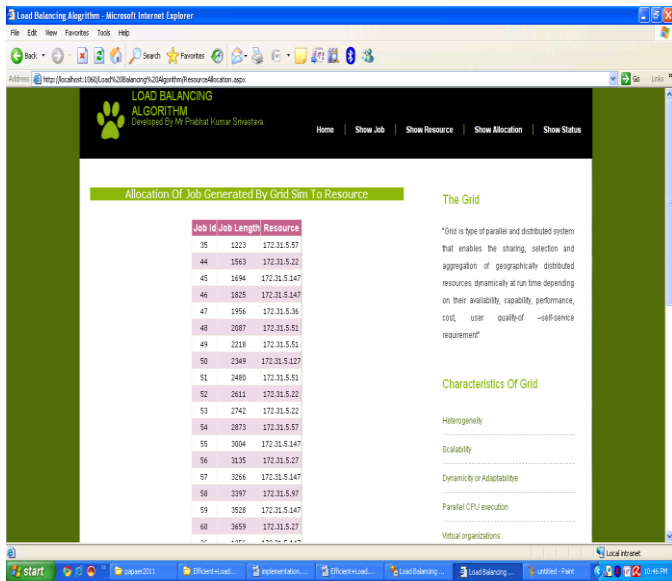 Load Balancing Alogrithm - Microsoft Internet Explorer
File Edit View Favorites Tools Help
Back Search Favorites
Address http://localhost:1060/Load%20Balancing%20Algorithm/ResourceAllocation.aspx Go Links
LOAD BALANCING
ALGORITHM
Developed By Mr Prabhat Kumar Srivastava.
Home | Show Job | Show Resource | Show Allocation | Show Status
Allocation Of Job Generated By Grid Sim To Resource
Job Id Job Length Resource
35 1223 172.31.5.57
44 1563 172.31.5.22
45 1694 172.31.5.147
46 1825 172.31.5.147
47 1956 172.31.5.36
48 2087 172.31.5.51
49 2218 172.31.5.51
50 2349 172.31.5.127
51 2480 172.31.5.51
52 2611 172.31.5.22
53 2742 172.31.5.22
54 2873 172.31.5.57
55 3004 172.31.5.147
56 3135 172.31.5.27
57 3266 172.31.5.147
58 3397 172.31.5.97
59 3528 172.31.5.147
60 3659 172.31.5.27
The Grid
"Grid is type of parallel and distributed system
that enables the sharing, selection and
aggregation of geographically distributed
resources dynamically at run time depending
on their availability, capability, performance,
cost, user quality-of –self-service
requirement"
Characteristics Of Grid
Heterogeneity
Scalability
Dynamicity or Adaptabilitye
Parallel CPU execution
Virtual organizations
Local intranet
start papaer2011 Efficient+Load... implementation.... Efficient+Load... Load Balancing ... Load Balancing ... untitled - Paint 10:46 PM